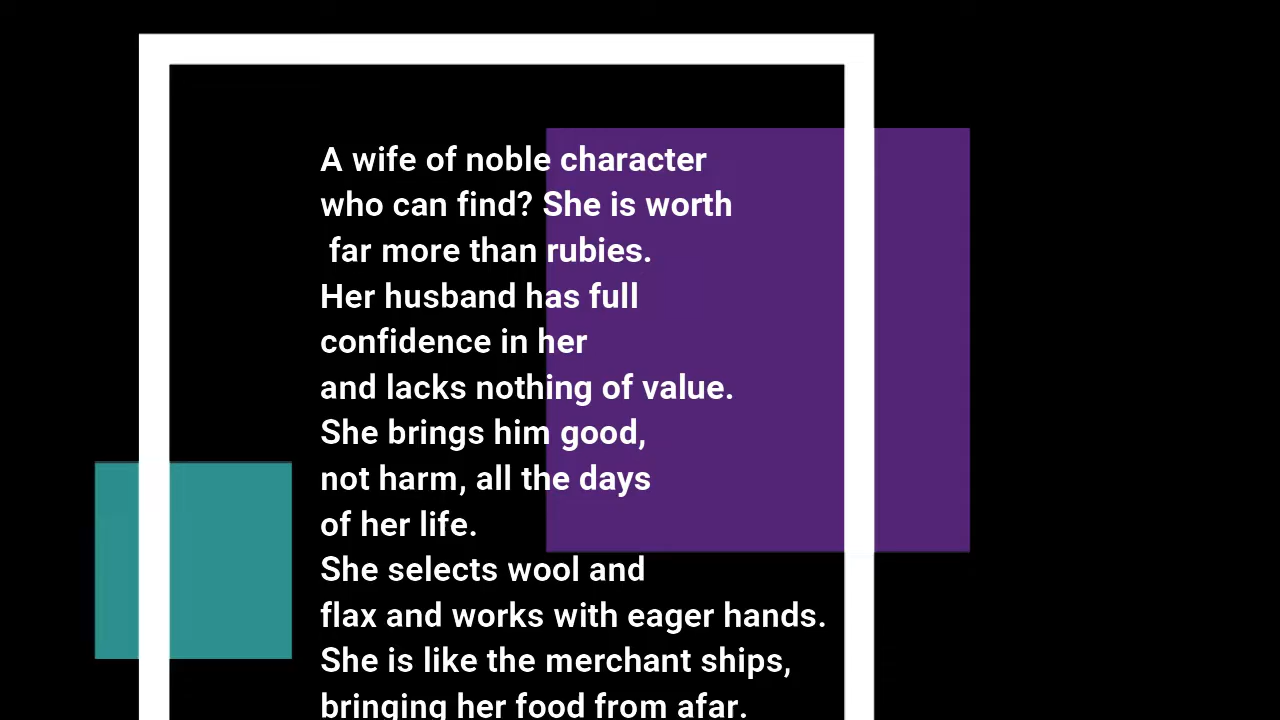 A wife of noble character
who can find? She is worth
far more than rubies.
Her husband has full
confidence in her
and lacks nothing of value.
She brings him good,
not harm, all the days
of her life.
She selects wool and
flax and works with eager hands.
She is like the merchant ships,
bringing her food from afar.